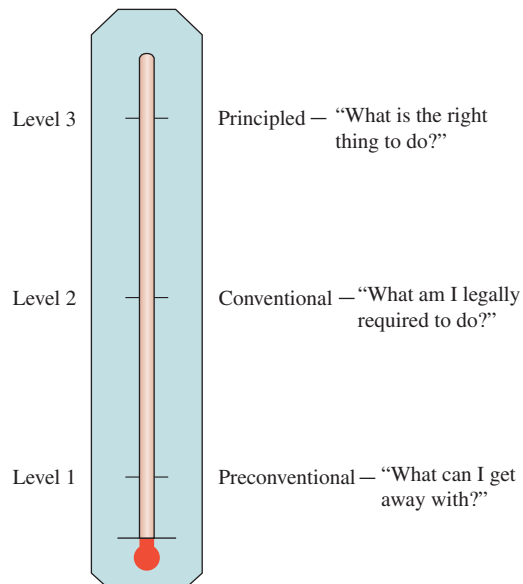 Level 3 Principled — “What is the right
thing to do?”
Level 2 Conventional — “What am I legally
required to do?”
Level 1 Preconventional — “What can I get
away with?”